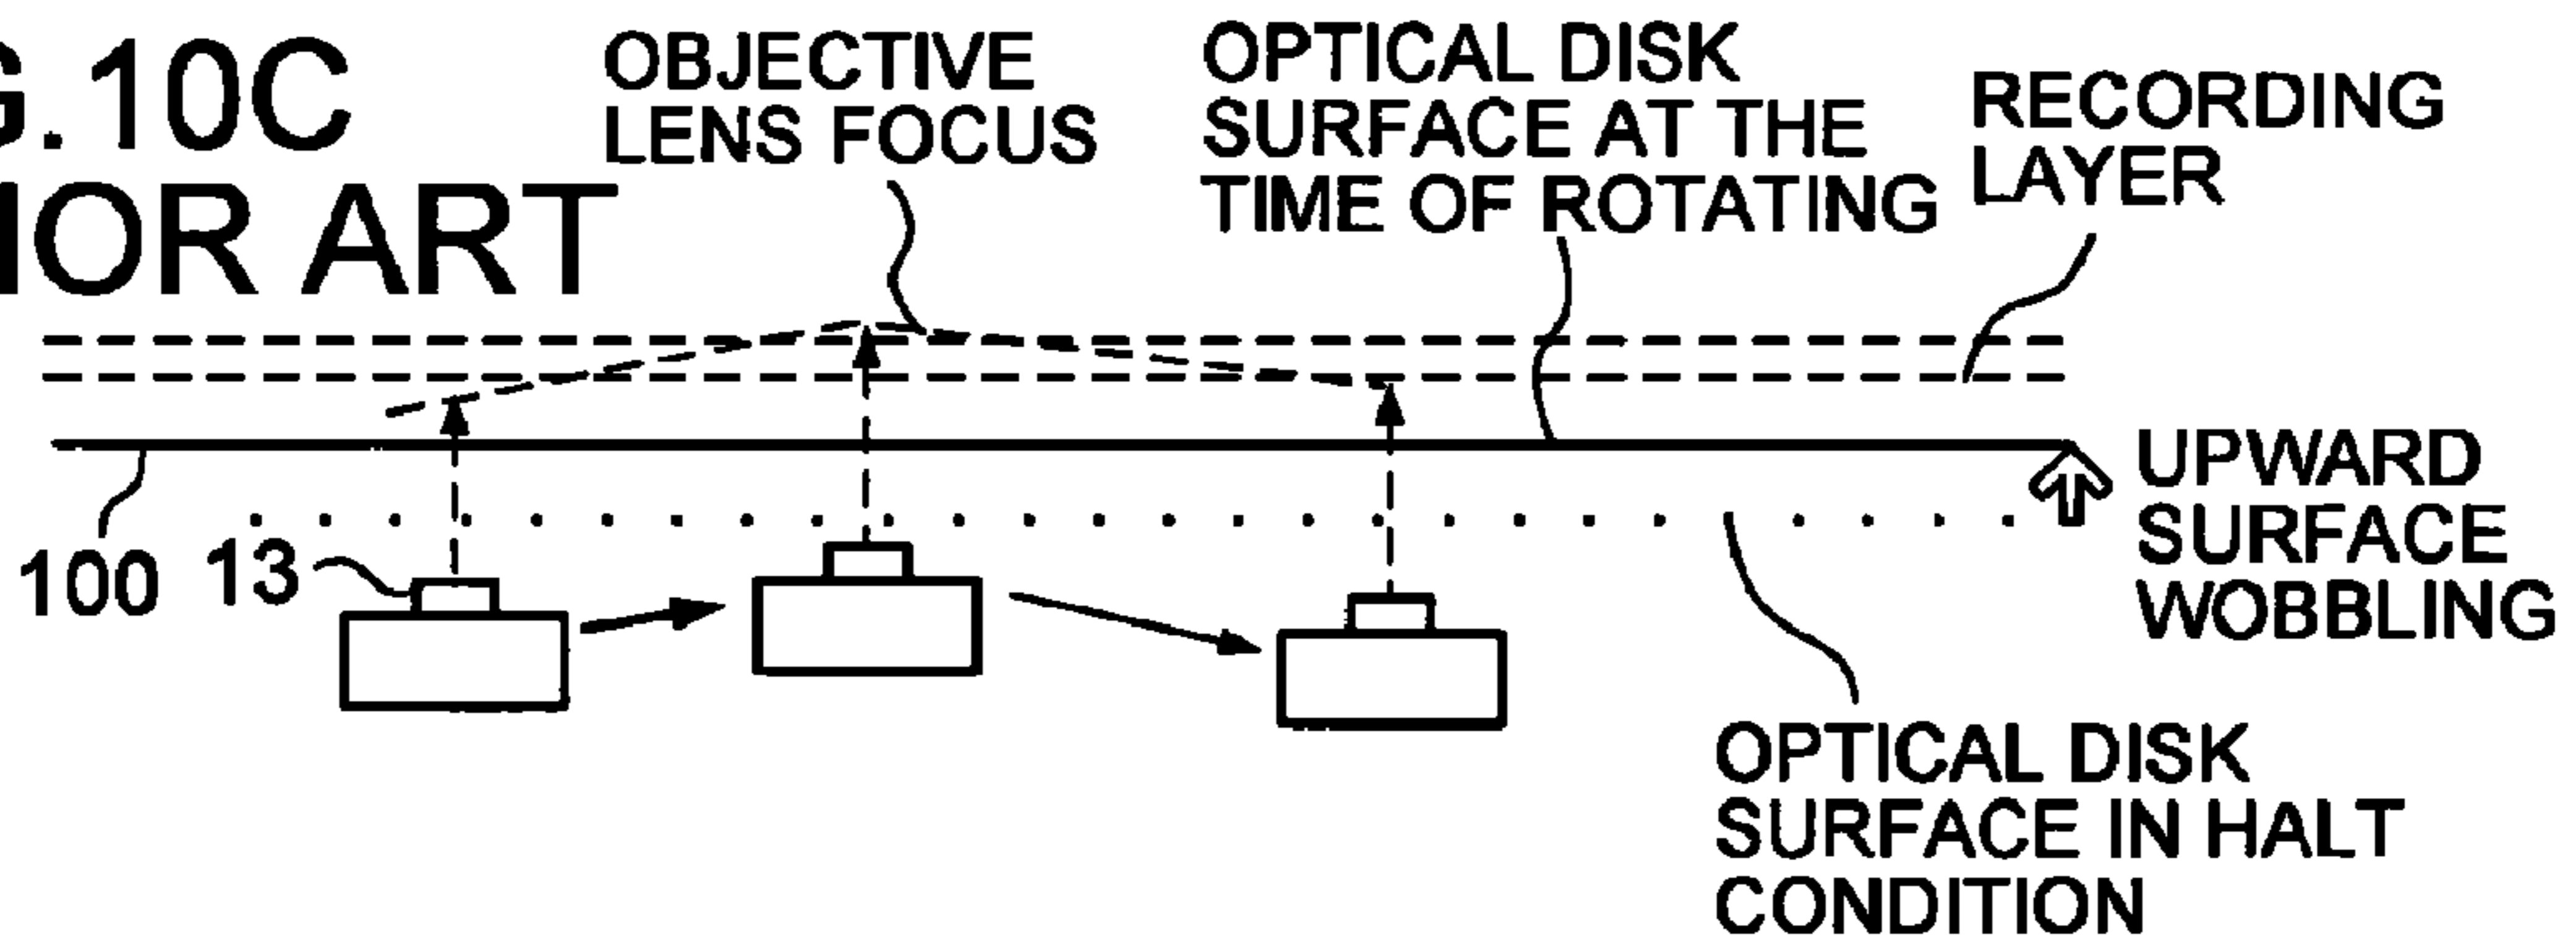 G.10C
IOR ART
OBJECTIVE
LENS FOCUS
OPTICAL DISK
SURFACE AT THE
TIME OF ROTATING
RECORDING
LAYER
100
13
UPWARD
SURFACE
WOBBLING
OPTICAL DISK
SURFACE IN HALT
CONDITION